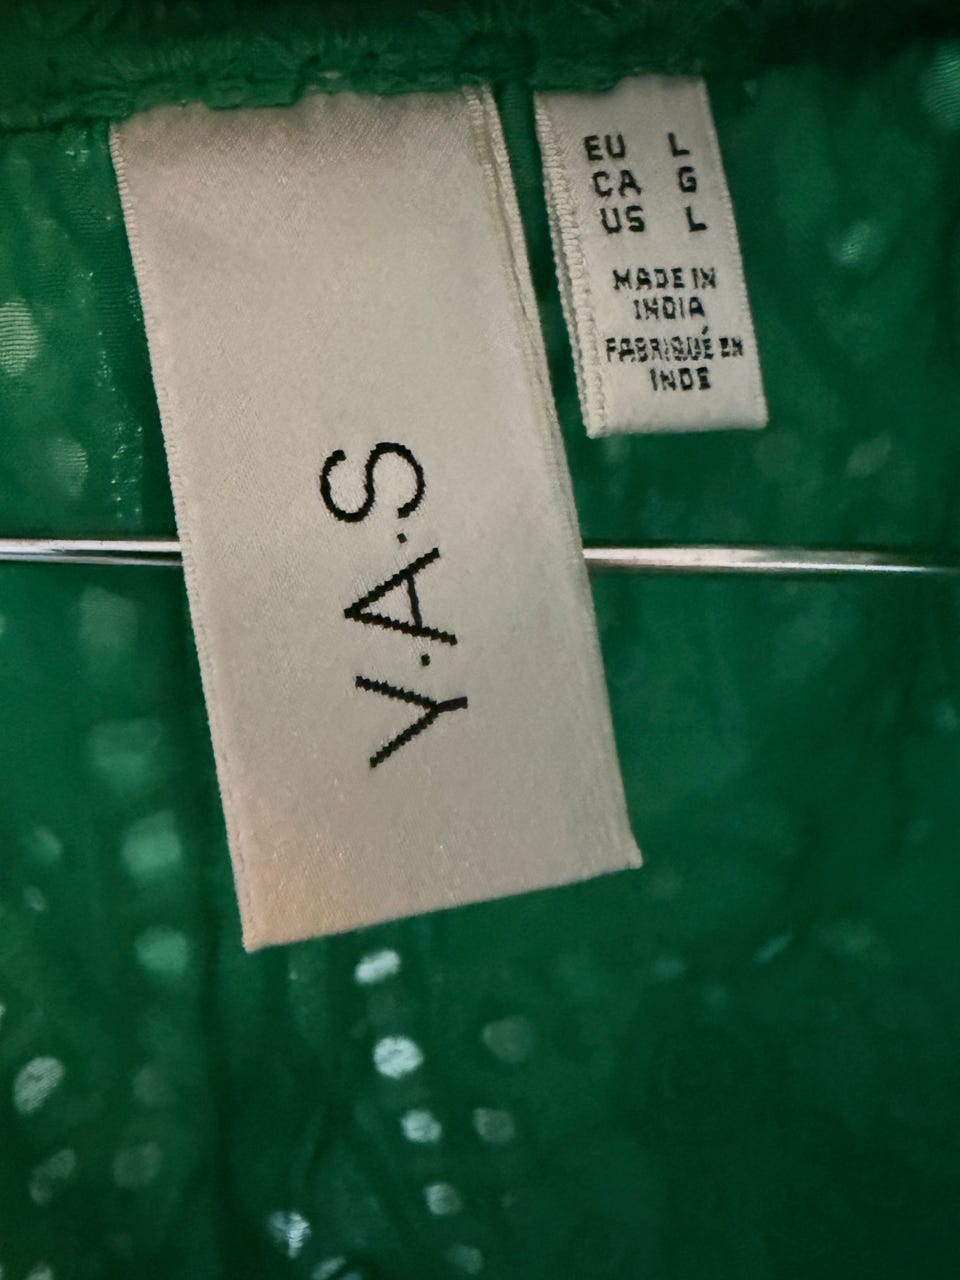 Y.A.S
EU L
CA G
US L
MADE IN
INDIA
FABRIQUÉ EN
INDE